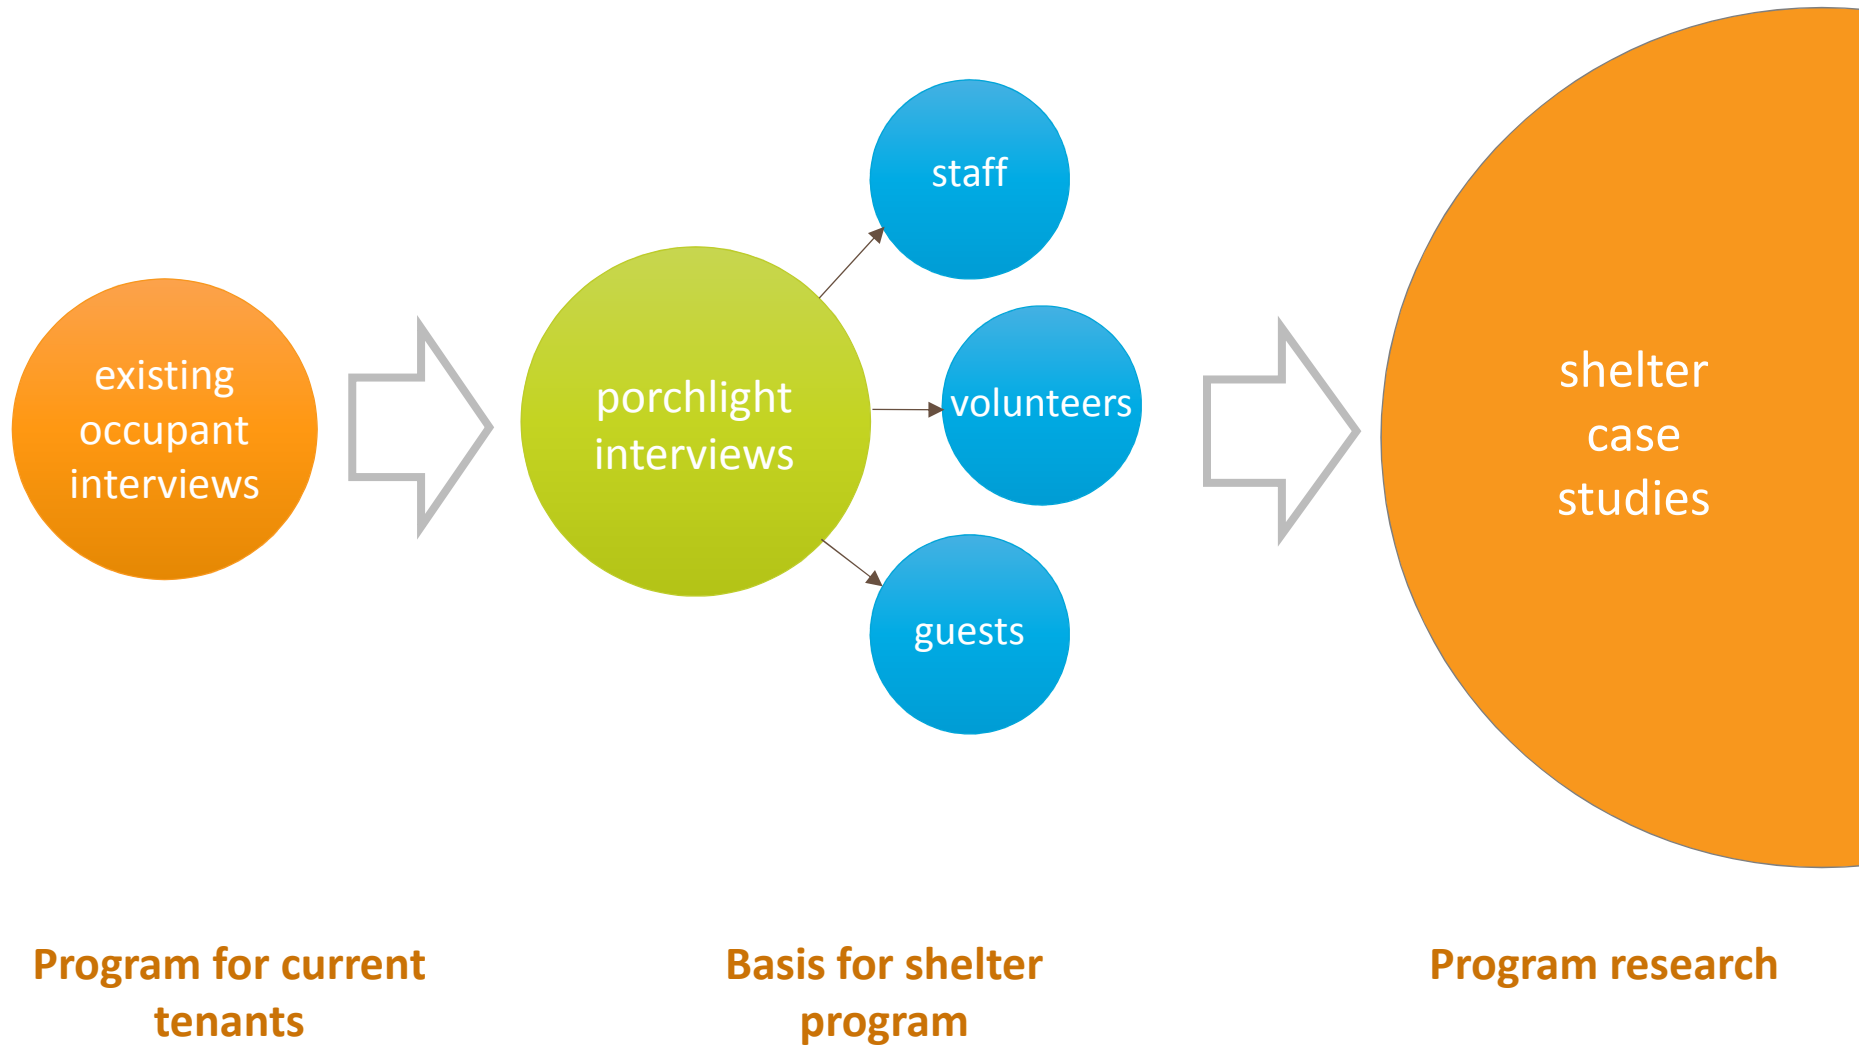 existing
occupant
interviews
porchlight
interviews
staff
volunteers
guests
shelter
case
studies
Program for current
tenants
Basis for shelter
program
Program research